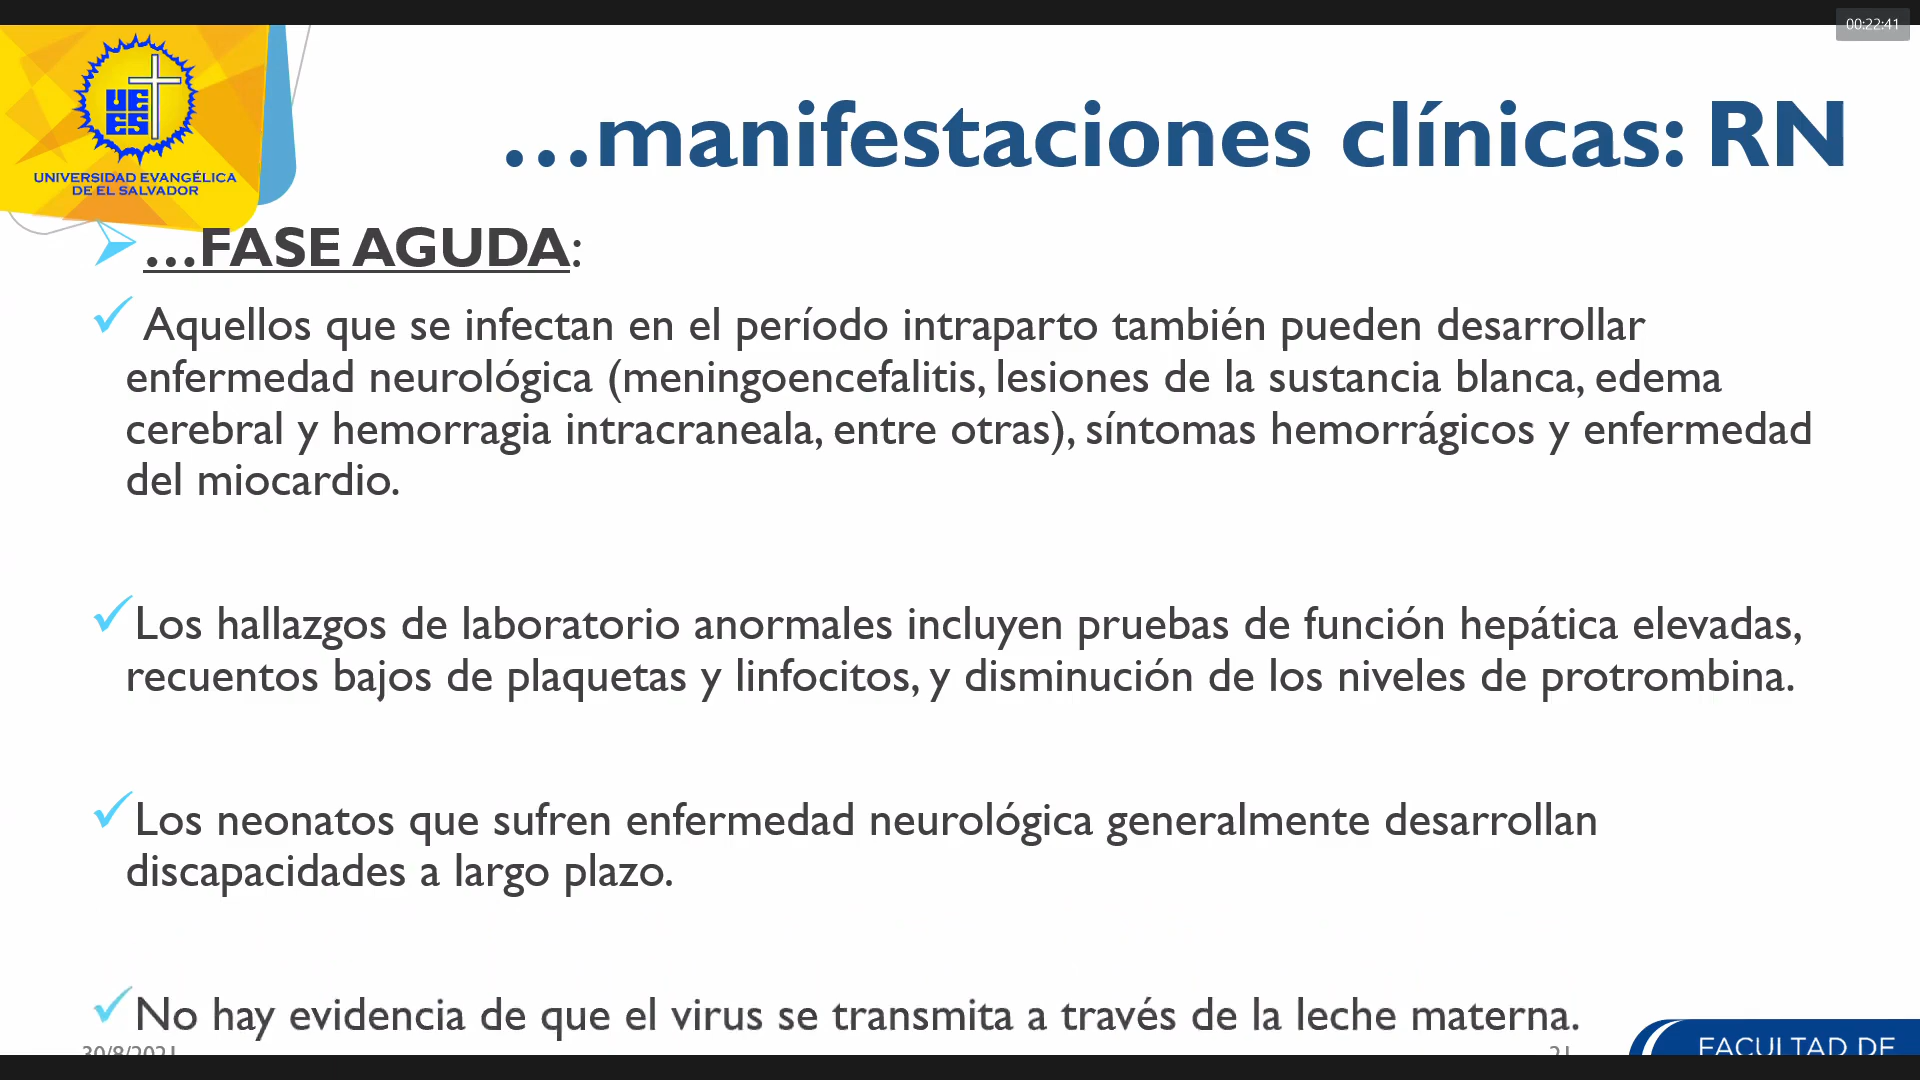 00:22:41
UE
ES
UNIVERSIDAD EVANGÉLICA
DE EL SALVADOR
...manifestaciones clínicas: RN
...FASE AGUDA:
Aquellos que se infectan en el período intraparto también pueden desarrollar
enfermedad neurológica (meningoencefalitis, lesiones de la sustancia blanca, edema
cerebral y hemorragia intracraneala, entre otras), síntomas hemorrágicos y enfermedad
del miocardio.
Los hallazgos de laboratorio anormales incluyen pruebas de función hepática elevadas,
recuentos bajos de plaquetas y linfocitos, y disminución de los niveles de protrombina.
Los neonatos que sufren enfermedad neurológica generalmente desarrollan
discapacidades a largo plazo.
No hay evidencia de que el virus se transmita a través de la leche materna.
30/8/2021
21
FACULTAD DE